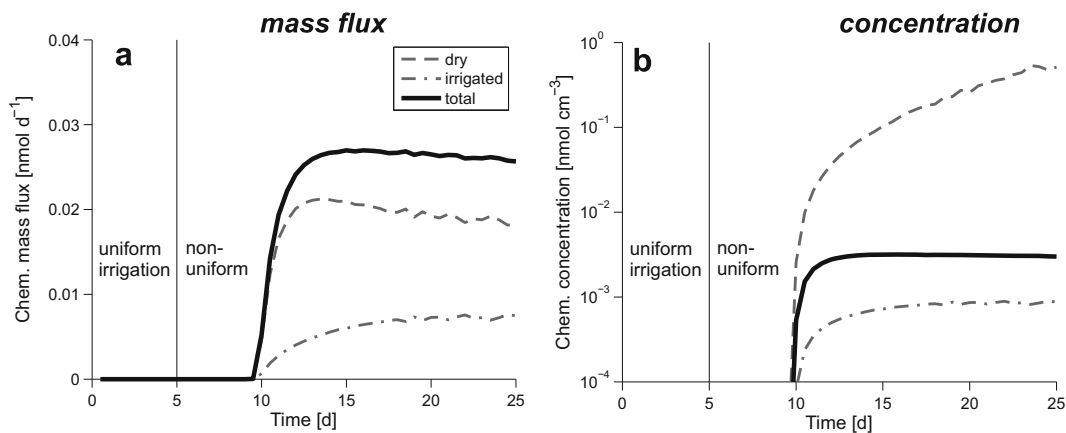 mass flux
concentration
a
b
dry
irrigated
total
Chem. mass flux [nmol d⁻¹]
0.04
0.03
0.02
0.01
0
uniform
irrigation
non-
uniform
0 5 10 15 20 25
Time [d]
Chem. concentration [nmol cm⁻³]
10⁰
10⁻¹
10⁻²
10⁻³
10⁻⁴
uniform
irrigation
non-
uniform
0 5 10 15 20 25
Time [d]